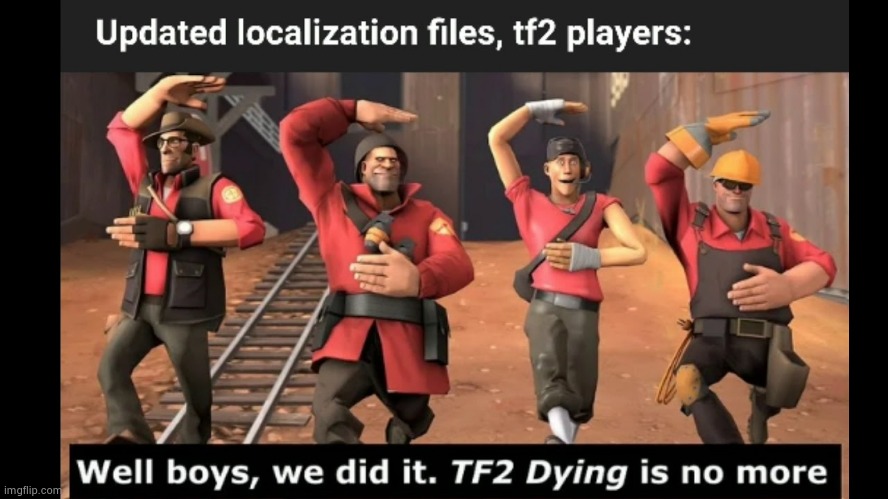 Updated localization files, tf2 players:
Well boys, we did it. TF2 Dying is no more
imgflip.com